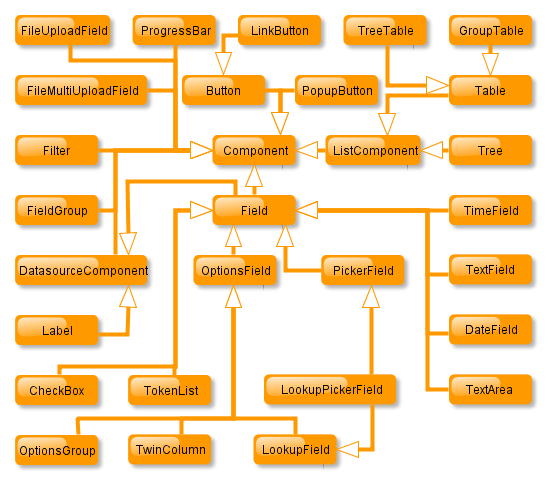 FileUploadField
ProgressBar
LinkButton
TreeTable
GroupTable
FileMultiUploadField
Button
PopupButton
Table
Filter
Component
ListComponent
Tree
FieldGroup
Field
TimeField
DatasourceComponent
OptionsField
PickerField
TextField
Label
DateField
CheckBox
TokenList
LookupPickerField
TextArea
OptionsGroup
TwinColumn
LookupField